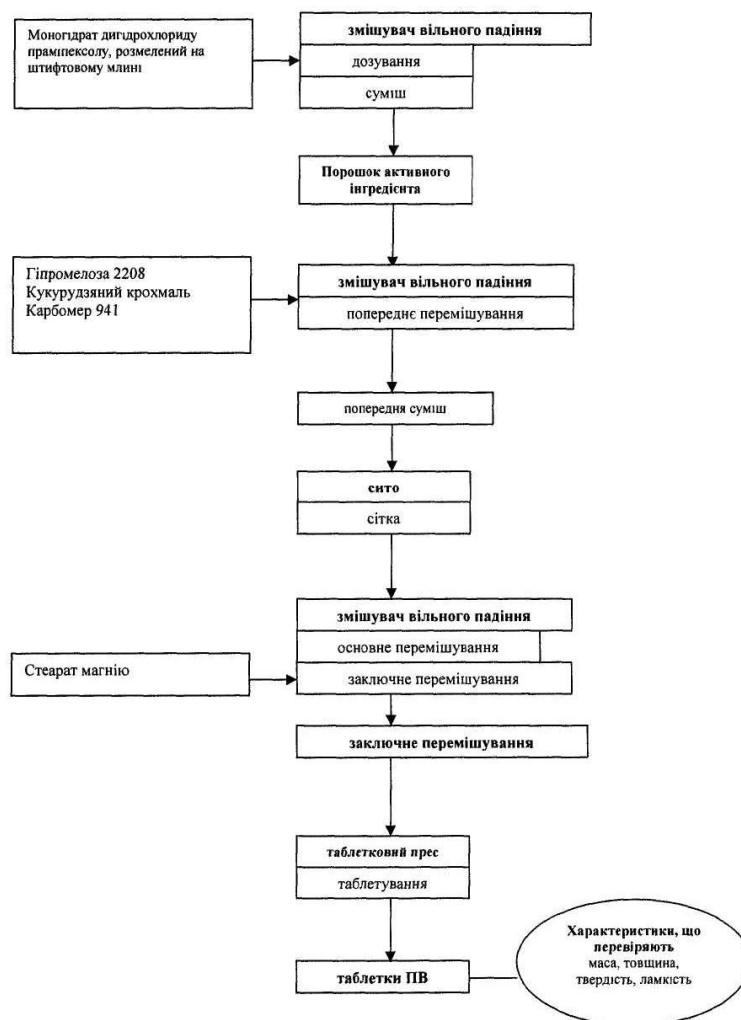 змішувач вільного падіння
Моногідрат дигідрохлориду
праміпексолу, розмелений на
штифтовому млині
дозування
суміш
Порошок активного
інгредієнта
Гіпромелоза 2208
Кукурудзяний крохмаль
Карбомер 941
змішувач вільного падіння
попереднє перемішування
попередня суміш
сито
сітка
змішувач вільного падіння
основне перемішування
Стеарат магнію
заключне перемішування
заключне перемішування
таблетковий прес
таблетування
Характеристики, що
перевіряють
маса, товщина,
твердість, ламкість
таблетки ПВ